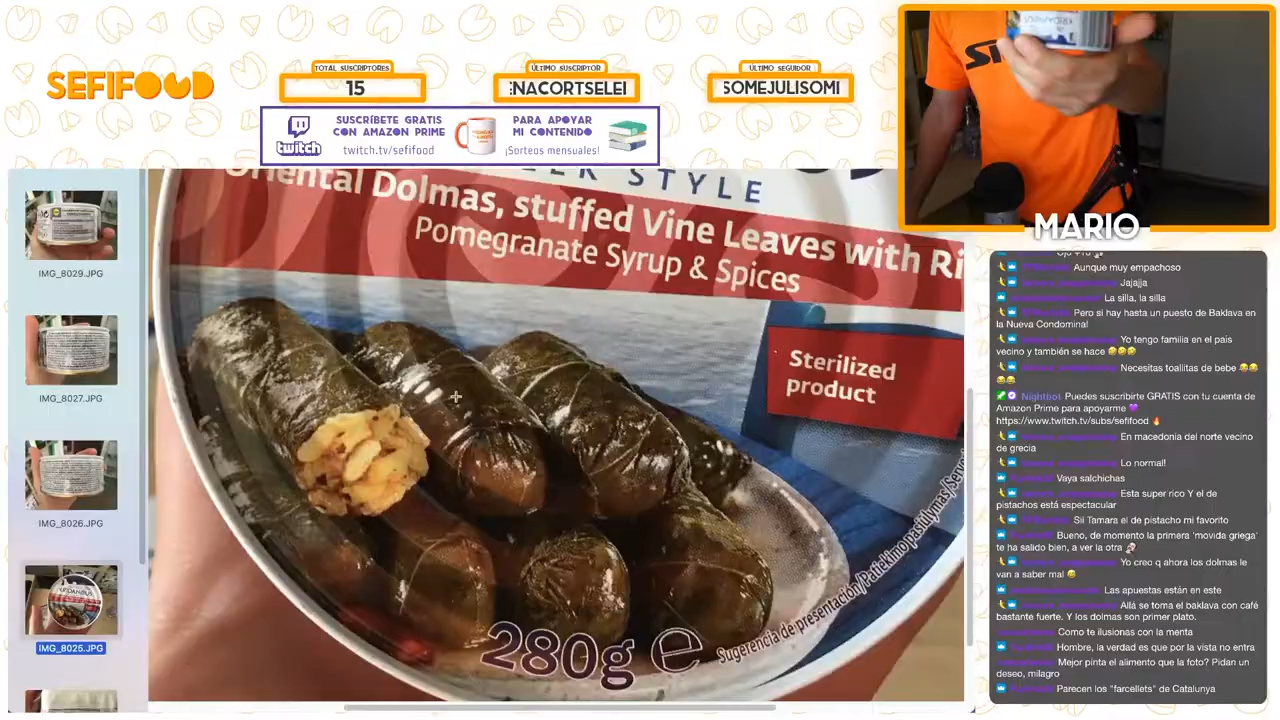 SEFIFOOD
TOTAL SUSCRIPTORES
15
ÚLTIMO SUSCRIPTOR
:NACORTSELEI
ÚLTIMO SEGUIDOR
SOMEJULISOMI
SUSCRÍBETE GRATIS
CON AMAZON PRIME
twitch.tv/sefifood
twitch
PARA APOYAR
MI CONTENIDO
¡Sorteos mensuales!
MARIO
IMG_8029.JPG
IMG_8027.JPG
IMG_8026.JPG
IMG_8025.JPG
STYLE
Oriental Dolmas, stuffed Vine Leaves with Ri
Pomegranate Syrup & Spices
Sterilized
product
280g e
Sugerencia de presentación/Patiekimo pasiūlymas/Serv
Aunque muy empachoso
Jajajja
La silla, la silla
Pero si hay hasta un puesto de Baklava en
la Nueva Condomina!
Yo tengo familia en el país
vecino y también se hace 🤣🤣🤣
Necesitas toallitas de bebe 😂😂
😂😂
Nightbot Puedes suscribirte GRATIS con tu cuenta de
Amazon Prime para apoyarme 💜
https://www.twitch.tv/subs/sefifood 🔥
En macedonia del norte vecino
de grecia
Lo normal!
Vaya salchichas
Esta super rico Y el de
pistachos está espectacular
Sii Tamara el de pistacho mi favorito
Bueno, de momento la primera 'movida griega'
te ha salido bien, a ver la otra
Yo creo q ahora los dolmas le
van a saber mal 😅
Las apuestas están en este
Allá se toma el baklava con café
bastante fuerte. Y los dolmas son primer plato.
Como te ilusionas con la menta
Hombre, la verdad es que por la vista no entra
Mejor pinta el alimento que la foto? Pidan un
deseo, milagro
Parecen los "farcellets" de Catalunya